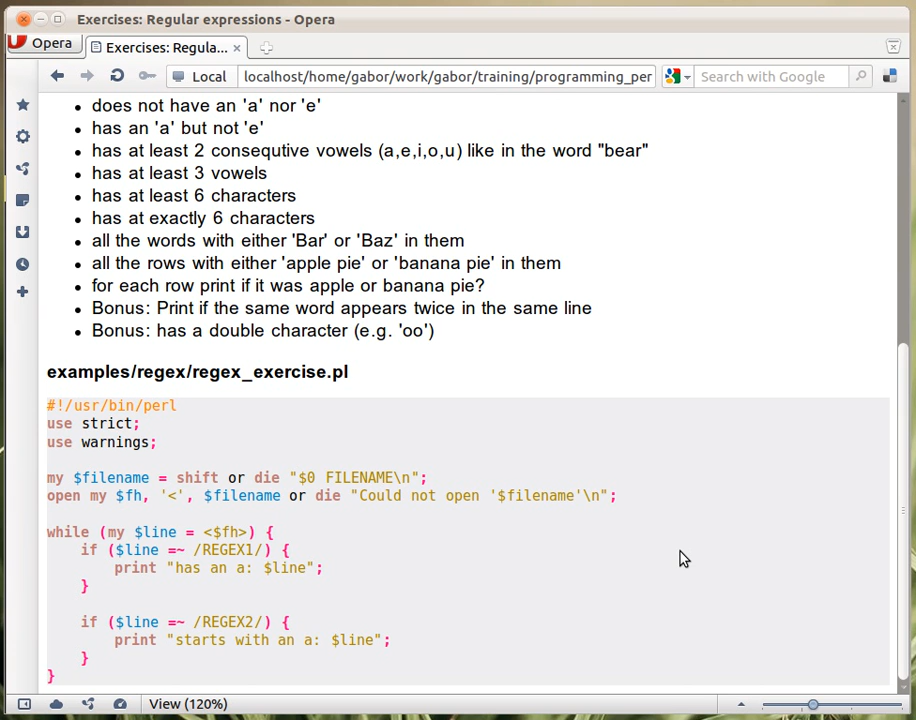 Exercises: Regular expressions - Opera
Opera
Exercises: Regula...
Local
localhost/home/gabor/work/gabor/training/programming_per
Search with Google
does not have an 'a' nor 'e'
has an 'a' but not 'e'
has at least 2 consequtive vowels (a,e,i,o,u) like in the word "bear"
has at least 3 vowels
has at least 6 characters
has at exactly 6 characters
all the words with either 'Bar' or 'Baz' in them
all the rows with either 'apple pie' or 'banana pie' in them
for each row print if it was apple or banana pie?
Bonus: Print if the same word appears twice in the same line
Bonus: has a double character (e.g. 'oo')
examples/regex/regex_exercise.pl
#!/usr/bin/perl
use strict;
use warnings;
my $filename = shift or die "$0 FILENAME\n";
open my $fh, '<', $filename or die "Could not open '$filename'\n";
while (my $line = <$fh>) {
    if ($line =~ /REGEX1/) {
        print "has an a: $line";
    }
    if ($line =~ /REGEX2/) {
        print "starts with an a: $line";
    }
}
View (120%)